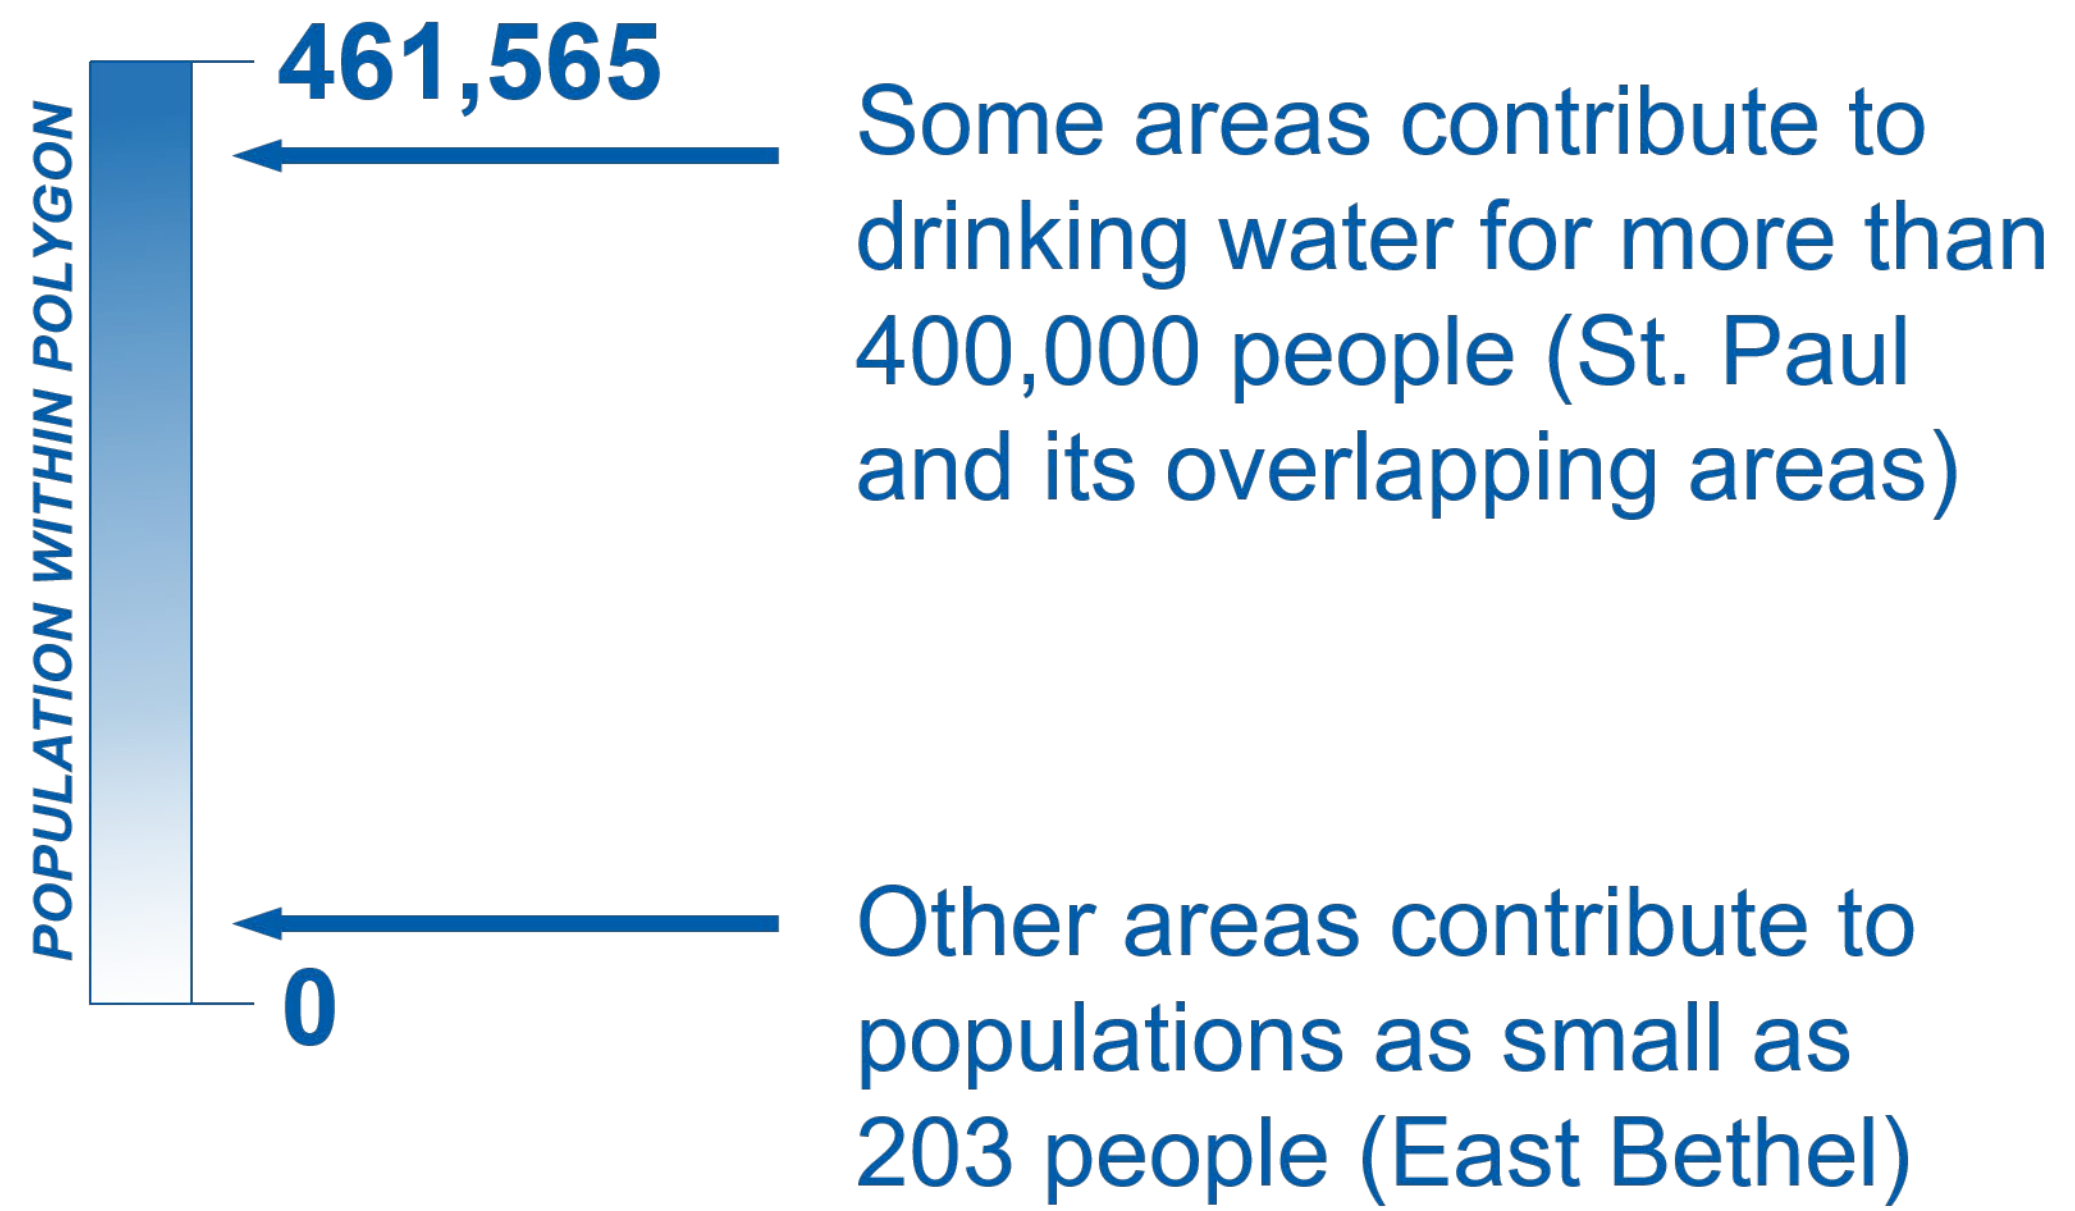 POPULATION WITHIN POLYGON
461,565
Some areas contribute to
drinking water for more than
400,000 people (St. Paul
and its overlapping areas)
Other areas contribute to
populations as small as
203 people (East Bethel)
0